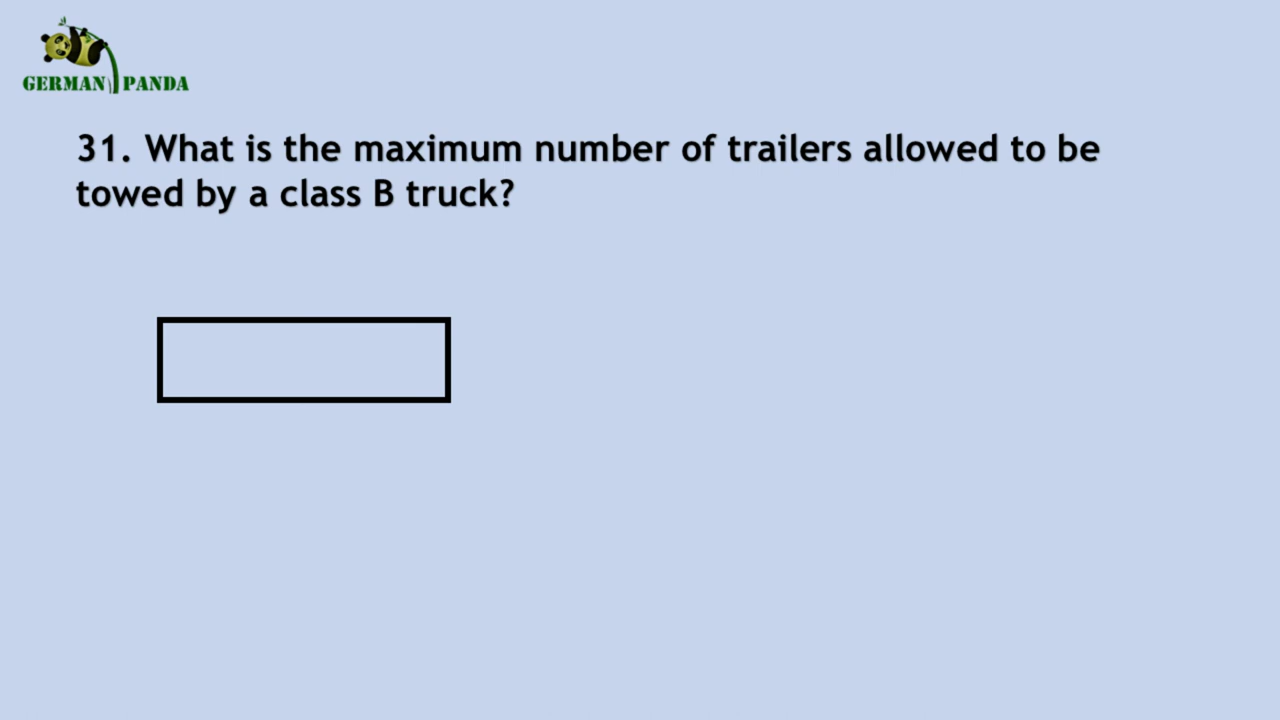 GERMAN PANDA
31. What is the maximum number of trailers allowed to be
towed by a class B truck?